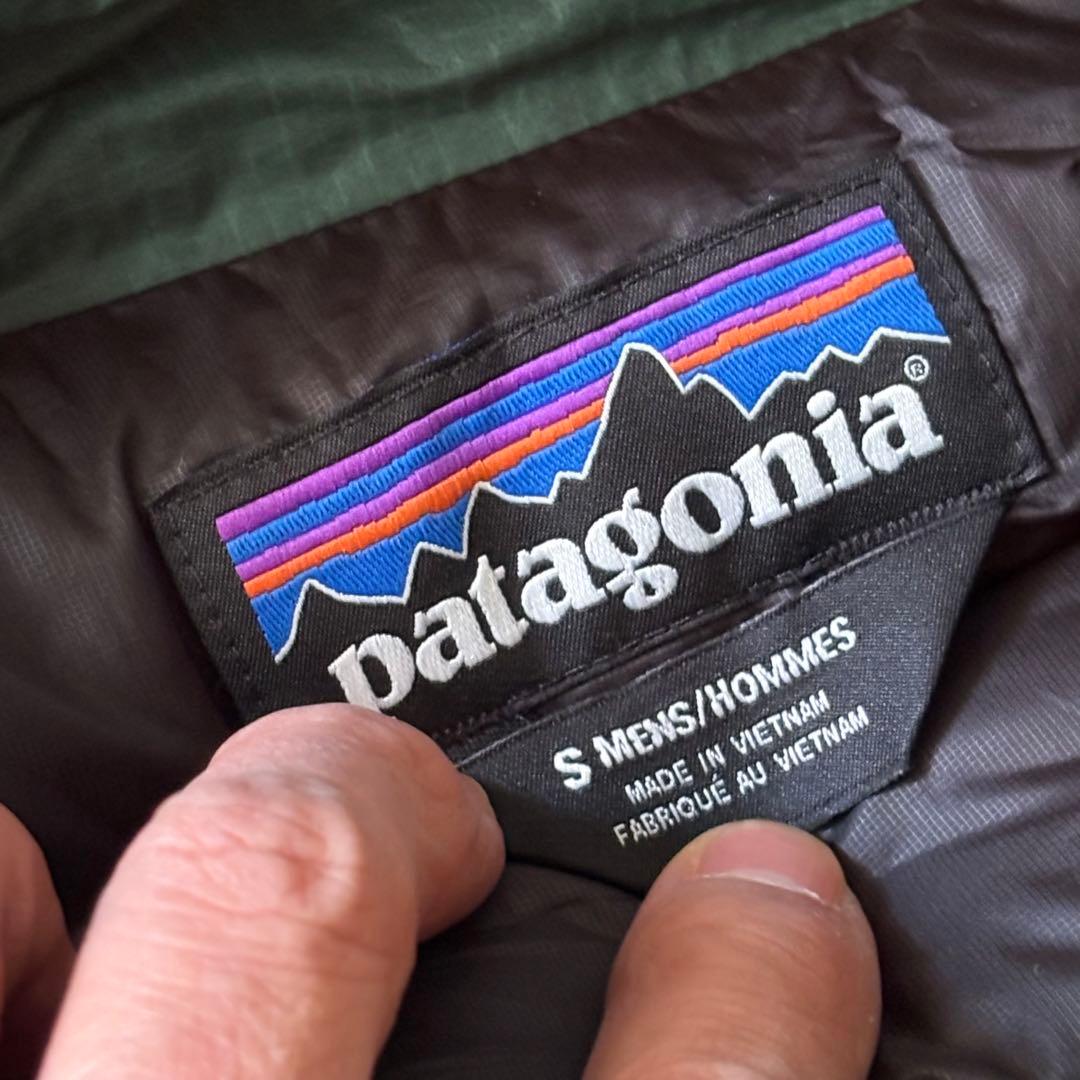 patagonia®
S MENS/HOMMES
MADE IN VIETNAM
FABRIQUÉ AU VIETNAM